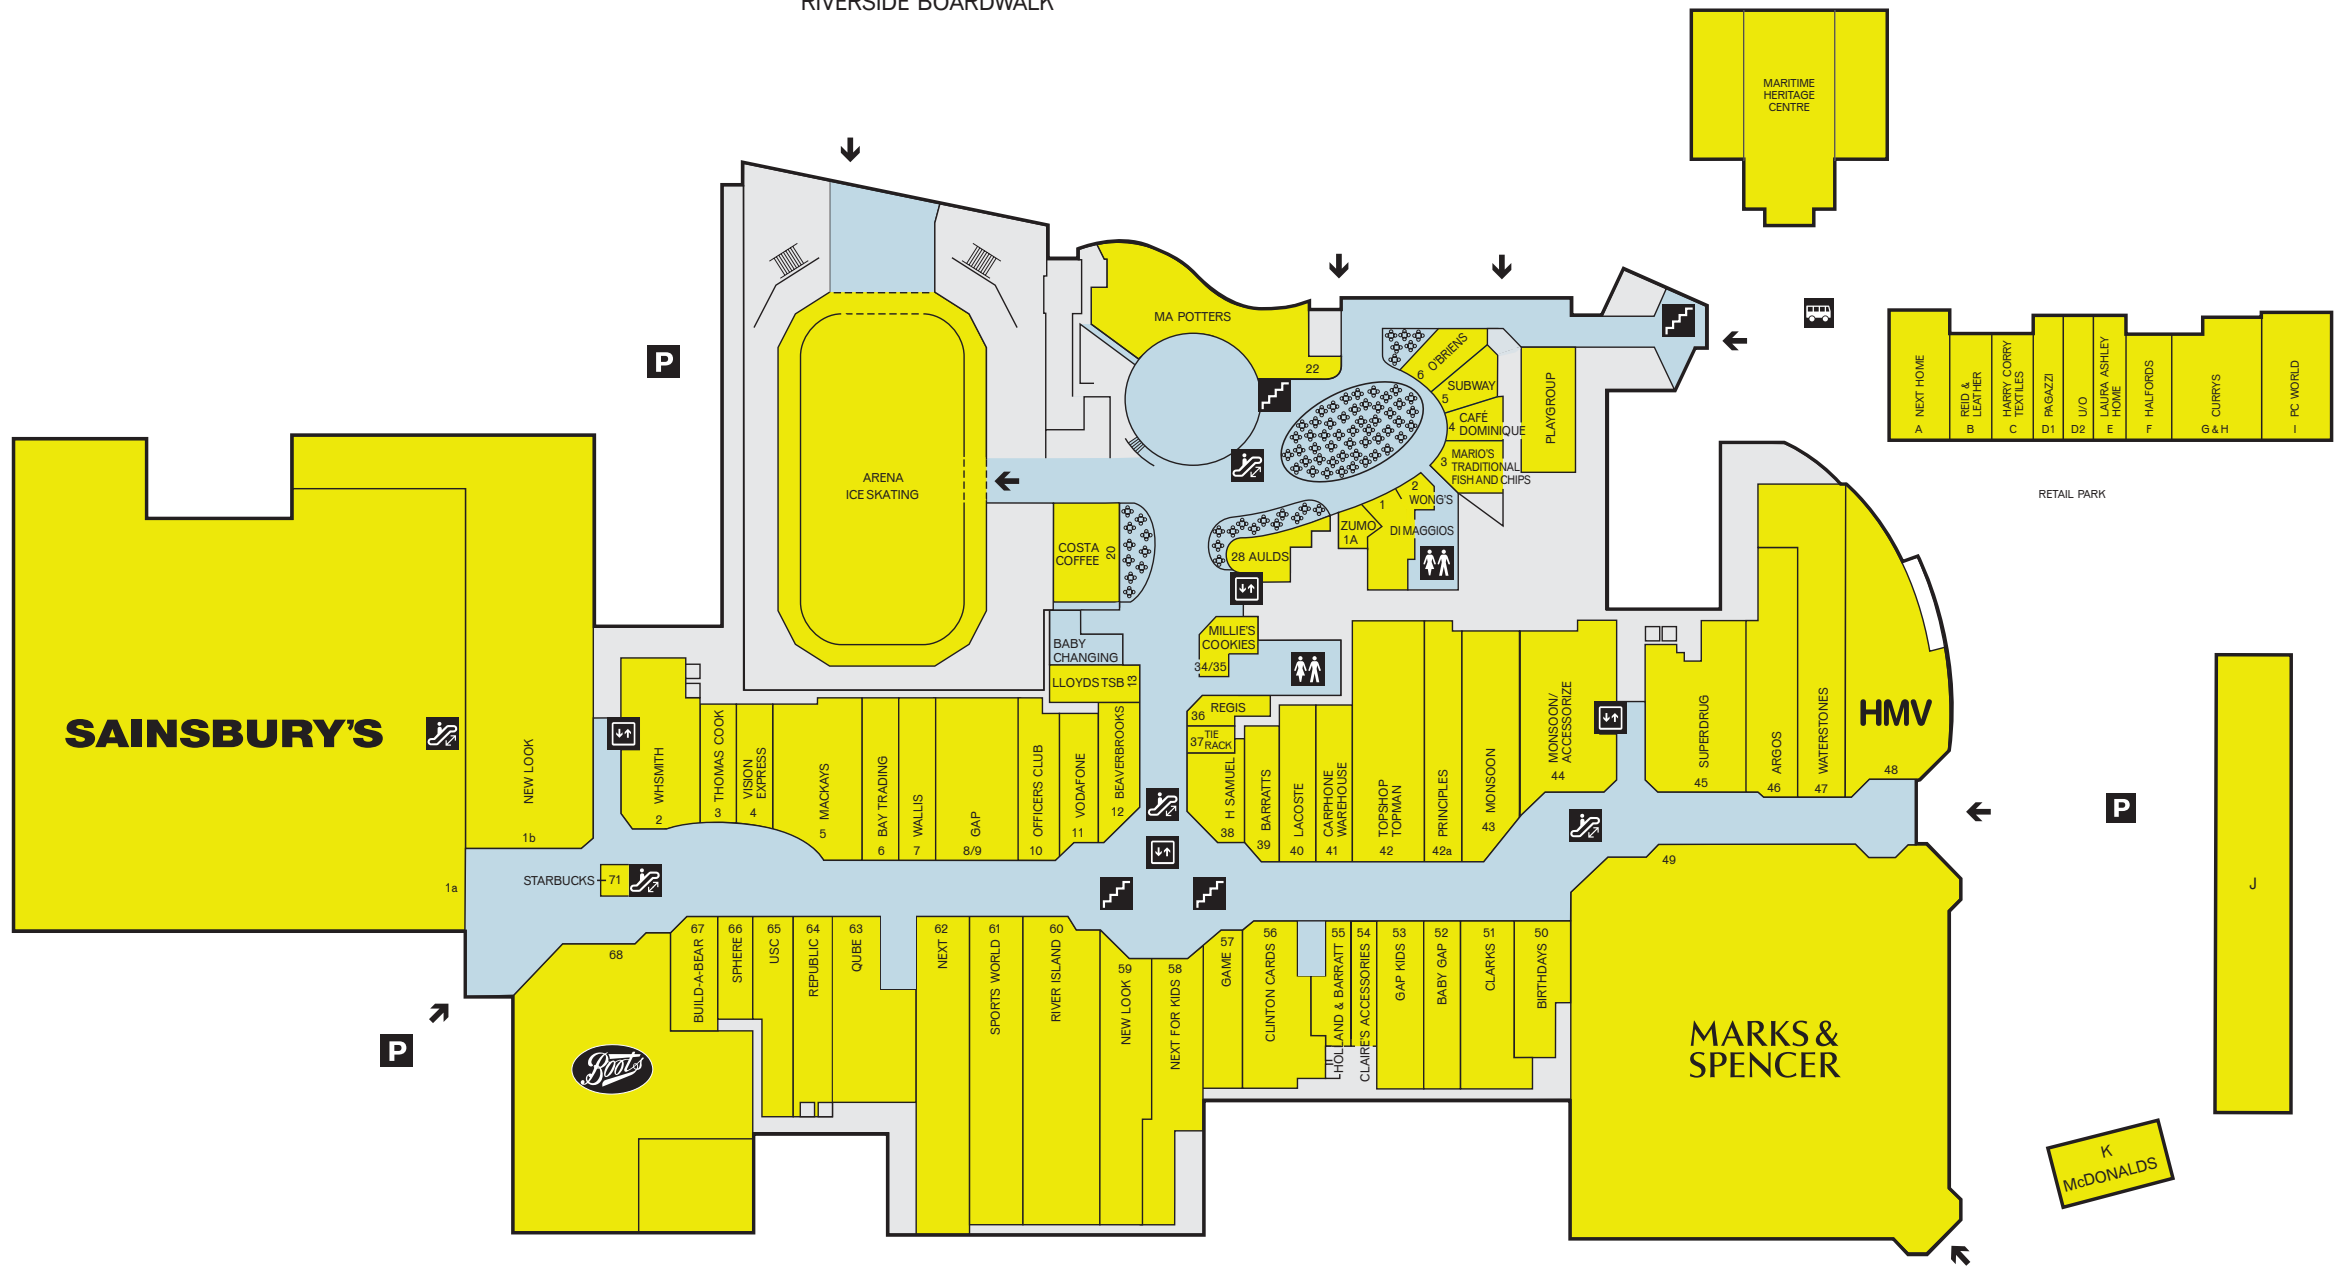 RIVERSIDE BOARDWALK
MARITIME
HERITAGE
CENTRE
P
MA POTTERS
22
O'BRIENS
6
SUBWAY
5
CAFÉ
DOMINIQUE
4
MARIO'S
TRADITIONAL
FISH AND CHIPS
3
PLAYGROUP
2
WONG'S
1
DI MAGGIOS
ZUMO
1A
28 AULDS
ARENA
ICE SKATING
COSTA
COFFEE
20
BABY
CHANGING
LLOYDS TSB
13
MILLIE'S
COOKIES
34/35
REGIS
36
37
TIE
RACK
NEXT HOME
A
REID &
LEATHER
B
HARRY CORRY
TEXTILES
C
PAGAZZI
D1
U/O
D2
LAURA ASHLEY
HOME
E
HALFORDS
F
CURRYS
G & H
PC WORLD
I
RETAIL PARK
SAINSBURY'S
1a
NEW LOOK
1b
WHSMITH
2
THOMAS COOK
3
VISION
EXPRESS
4
MACKAYS
5
BAY TRADING
6
WALLIS
7
GAP
8/9
OFFICERS CLUB
10
VODAFONE
11
BEAVERBROOKS
12
H SAMUEL
38
BARRATTS
39
LACOSTE
40
CARPHONE
WAREHOUSE
41
TOPSHOP
TOPMAN
42
PRINCIPLES
42a
MONSOON
43
MONSOON/
ACCESSORIZE
44
SUPERDRUG
45
ARGOS
46
WATERSTONES
47
HMV
48
P
J
STARBUCKS
71
68
Boots
67
BUILD-A-BEAR
66
SPHERE
65
USC
64
REPUBLIC
63
QUBE
62
NEXT
61
SPORTS WORLD
60
RIVER ISLAND
59
NEW LOOK
58
NEXT FOR KIDS
57
GAME
56
CLINTON CARDS
55
HOLLAND & BARRATT
54
CLAIRE'S ACCESSORIES
53
GAP KIDS
52
BABY GAP
51
CLARKS
50
BIRTHDAYS
49
MARKS &
SPENCER
P
K
McDONALDS